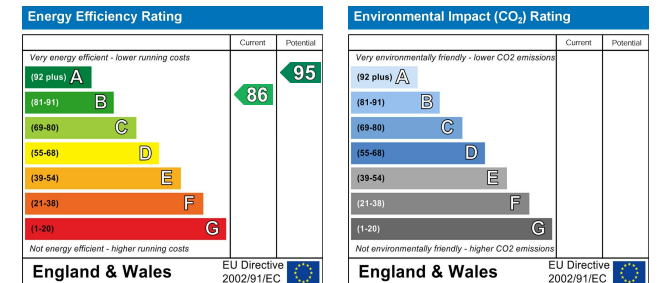 Energy Efficiency Rating
Current Potential
Very energy efficient - lower running costs
(92 plus) A
95
(81-91) B
86
(69-80) C
(55-68) D
(39-54) E
(21-38) F
(1-20) G
Not energy efficient - higher running costs
England & Wales
EU Directive
2002/91/EC
Environmental Impact (CO₂) Rating
Current Potential
Very environmentally friendly - lower CO2 emissions
(92 plus) A
(81-91) B
(69-80) C
(55-68) D
(39-54) E
(21-38) F
(1-20) G
Not environmentally friendly - higher CO2 emissions
England & Wales
EU Directive
2002/91/EC